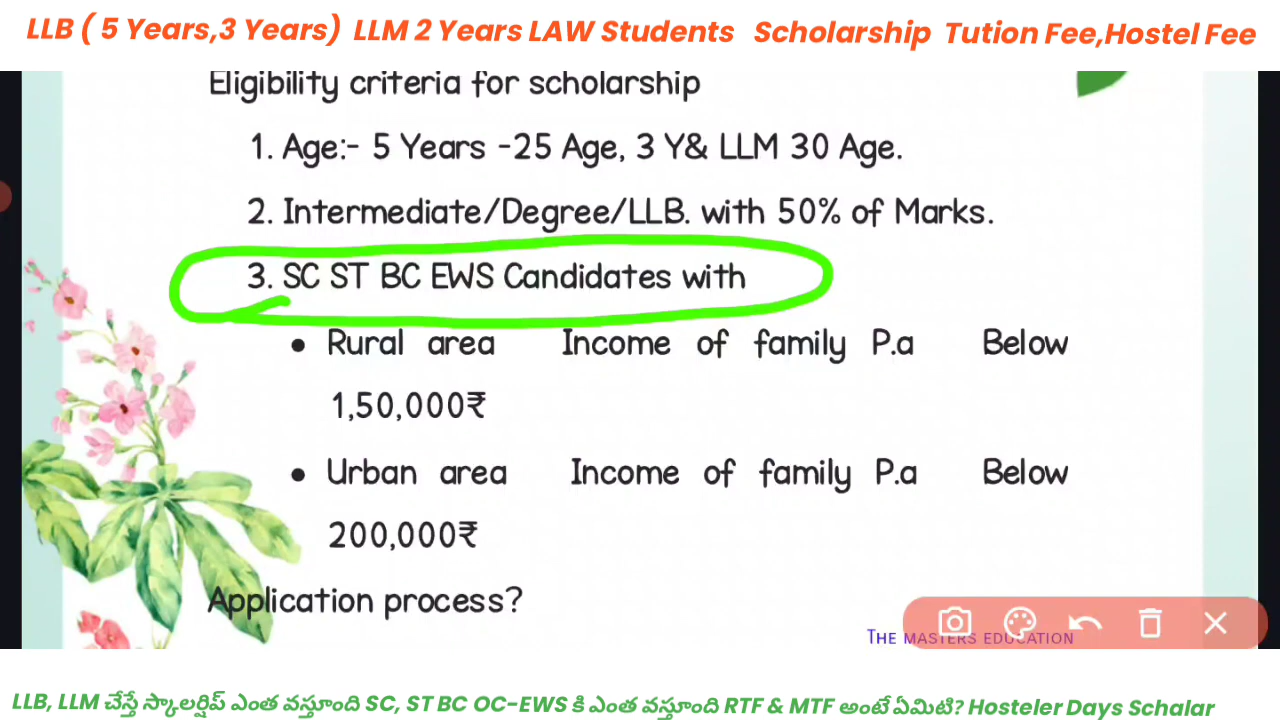 LLB ( 5 Years,3 Years) LLM 2 Years LAW Students Scholarship Tution Fee,Hostel Fee
Eligibility criteria for scholarship
1. Age:- 5 Years -25 Age, 3 Y& LLM 30 Age.
2. Intermediate/Degree/LLB. with 50% of Marks.
3. SC ST BC EWS Candidates with
• Rural area Income of family P.a Below
1,50,000₹
• Urban area Income of family P.a Below
200,000₹
Application process?
THE MASTERS EDUCATION
LLB, LLM చేస్తే స్కాలర్షిప్ ఎంత వస్తూంది SC, ST BC OC-EWS కి ఎంత వస్తూంది RTF & MTF అంటే ఏమిటి? Hosteler Days Schalar